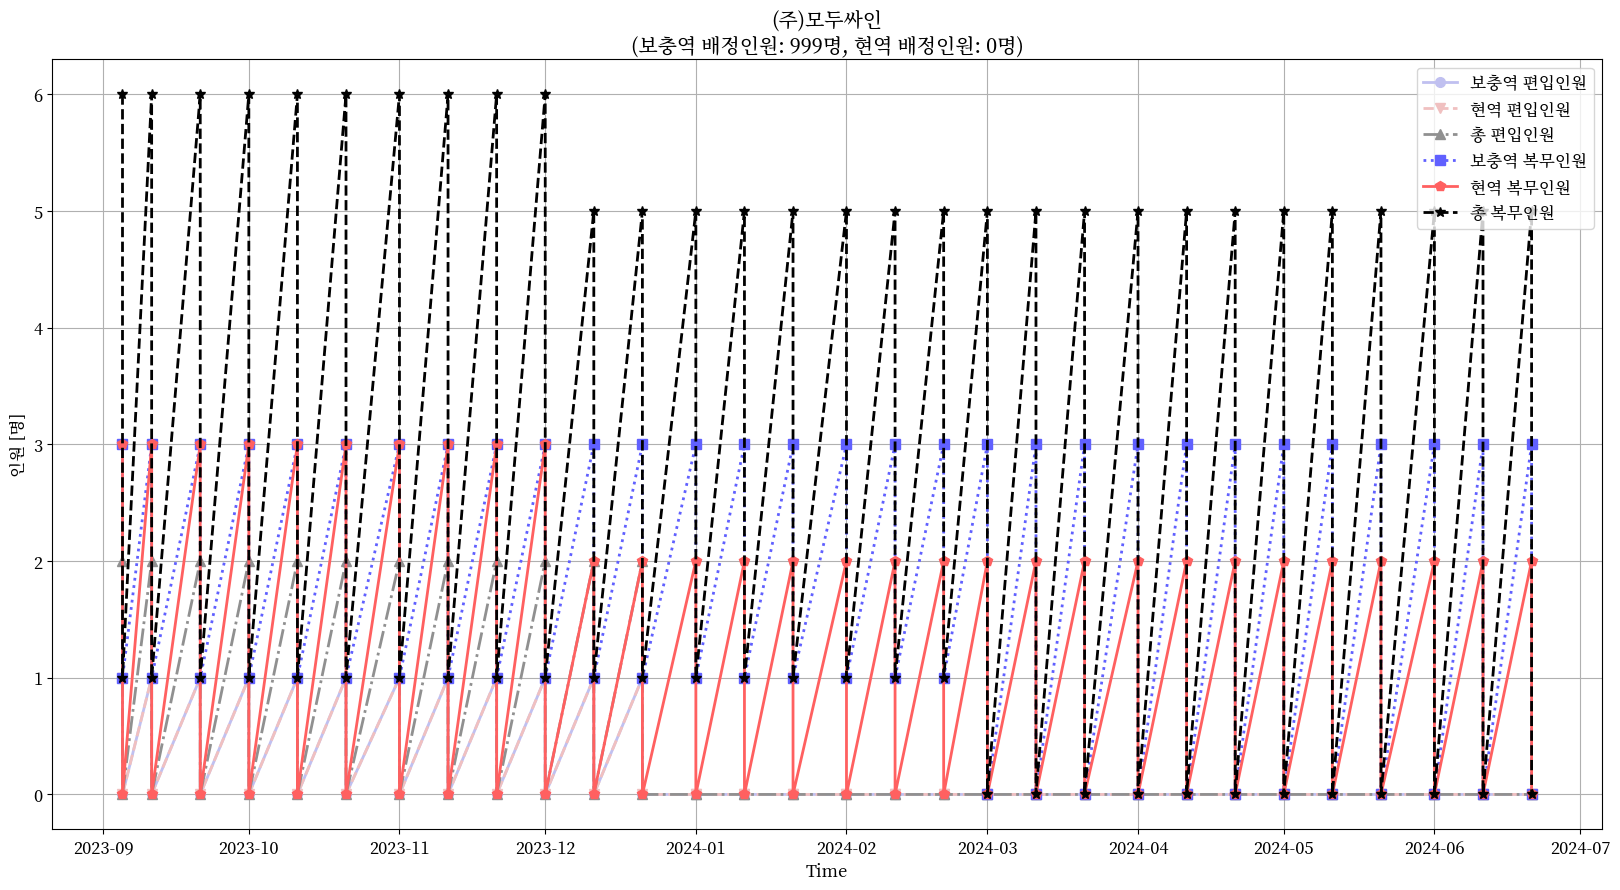 (주)모두싸인
(보충역 배정인원: 999명, 현역 배정인원: 0명)
보충역 편입인원
현역 편입인원
총 편입인원
보충역 복무인원
현역 복무인원
총 복무인원
인원 [명]
6
5
4
3
2
1
0
2023-09 2023-10 2023-11 2023-12 2024-01 2024-02 2024-03 2024-04 2024-05 2024-06 2024-07
Time